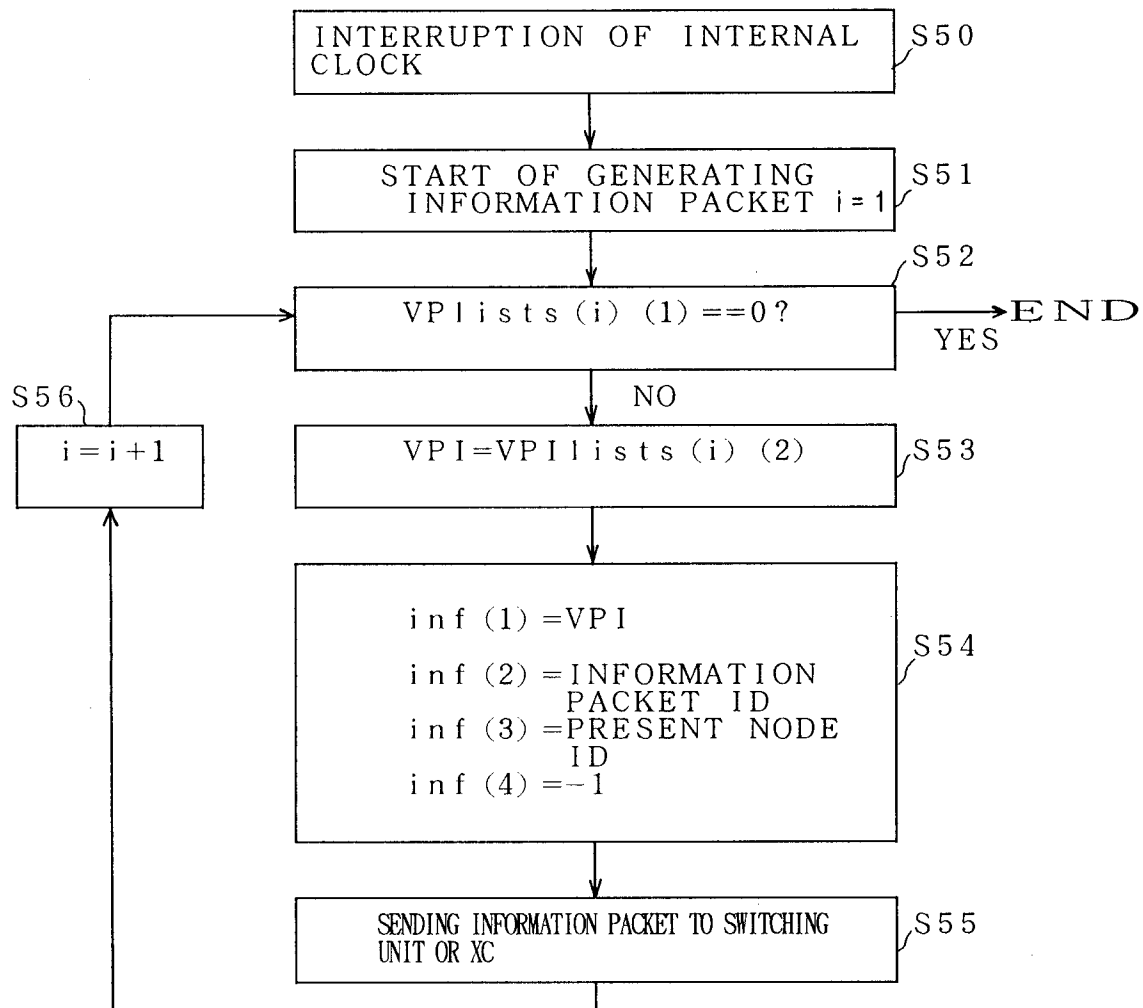 INTERRUPTION OF INTERNAL
CLOCK
S50
START OF GENERATING
INFORMATION PACKET i=1
S51
S52
VPlists(i) (1)==0?
END
YES
NO
S56
i=i+1
VPI=VPIlists(i) (2)
S53
inf (1)=VPI
inf (2)=INFORMATION
PACKET ID
inf (3)=PRESENT NODE
ID
inf (4)=-1
S54
SENDING INFORMATION PACKET TO SWITCHING
UNIT OR XC
S55